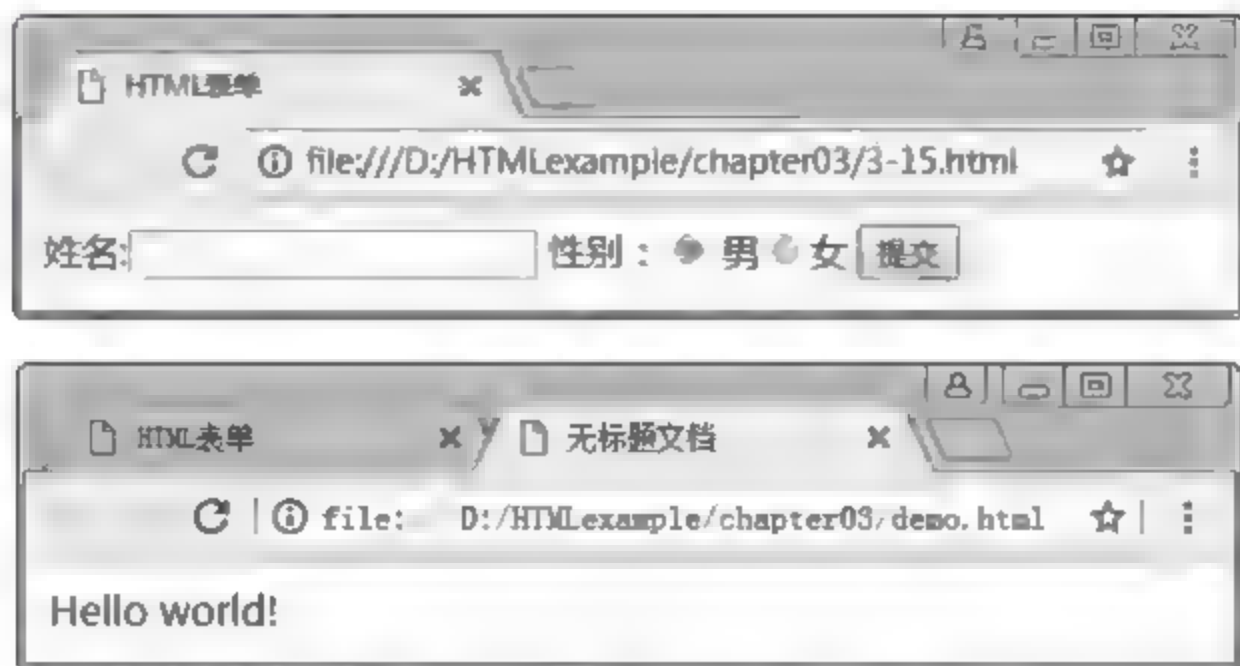 HTML表单
file:///D:/HTMLexample/chapter03/3-15.html
姓名: 性别：男 女 提交
HTML表单 无标题文档
file: D:/HTMLexample/chapter03/demo.html
Hello world!